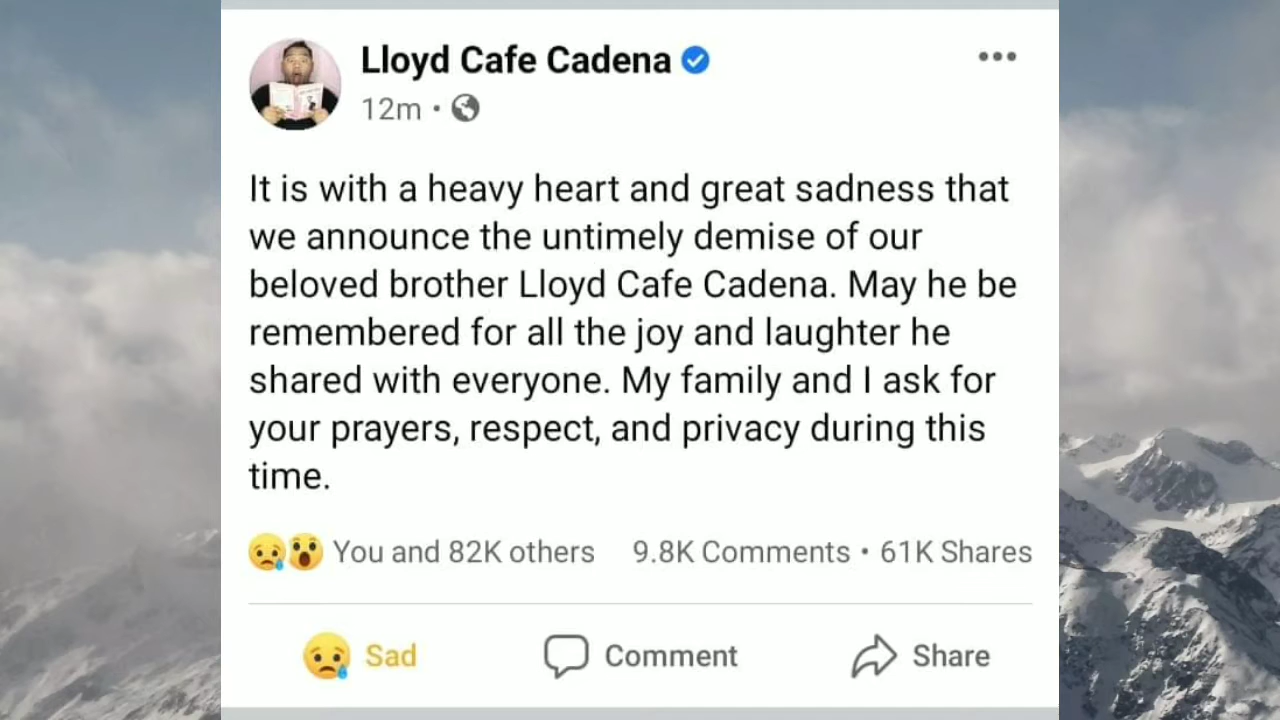 Lloyd Cafe Cadena
12m •
It is with a heavy heart and great sadness that
we announce the untimely demise of our
beloved brother Lloyd Cafe Cadena. May he be
remembered for all the joy and laughter he
shared with everyone. My family and I ask for
your prayers, respect, and privacy during this
time.
You and 82K others 9.8K Comments • 61K Shares
Sad Comment Share